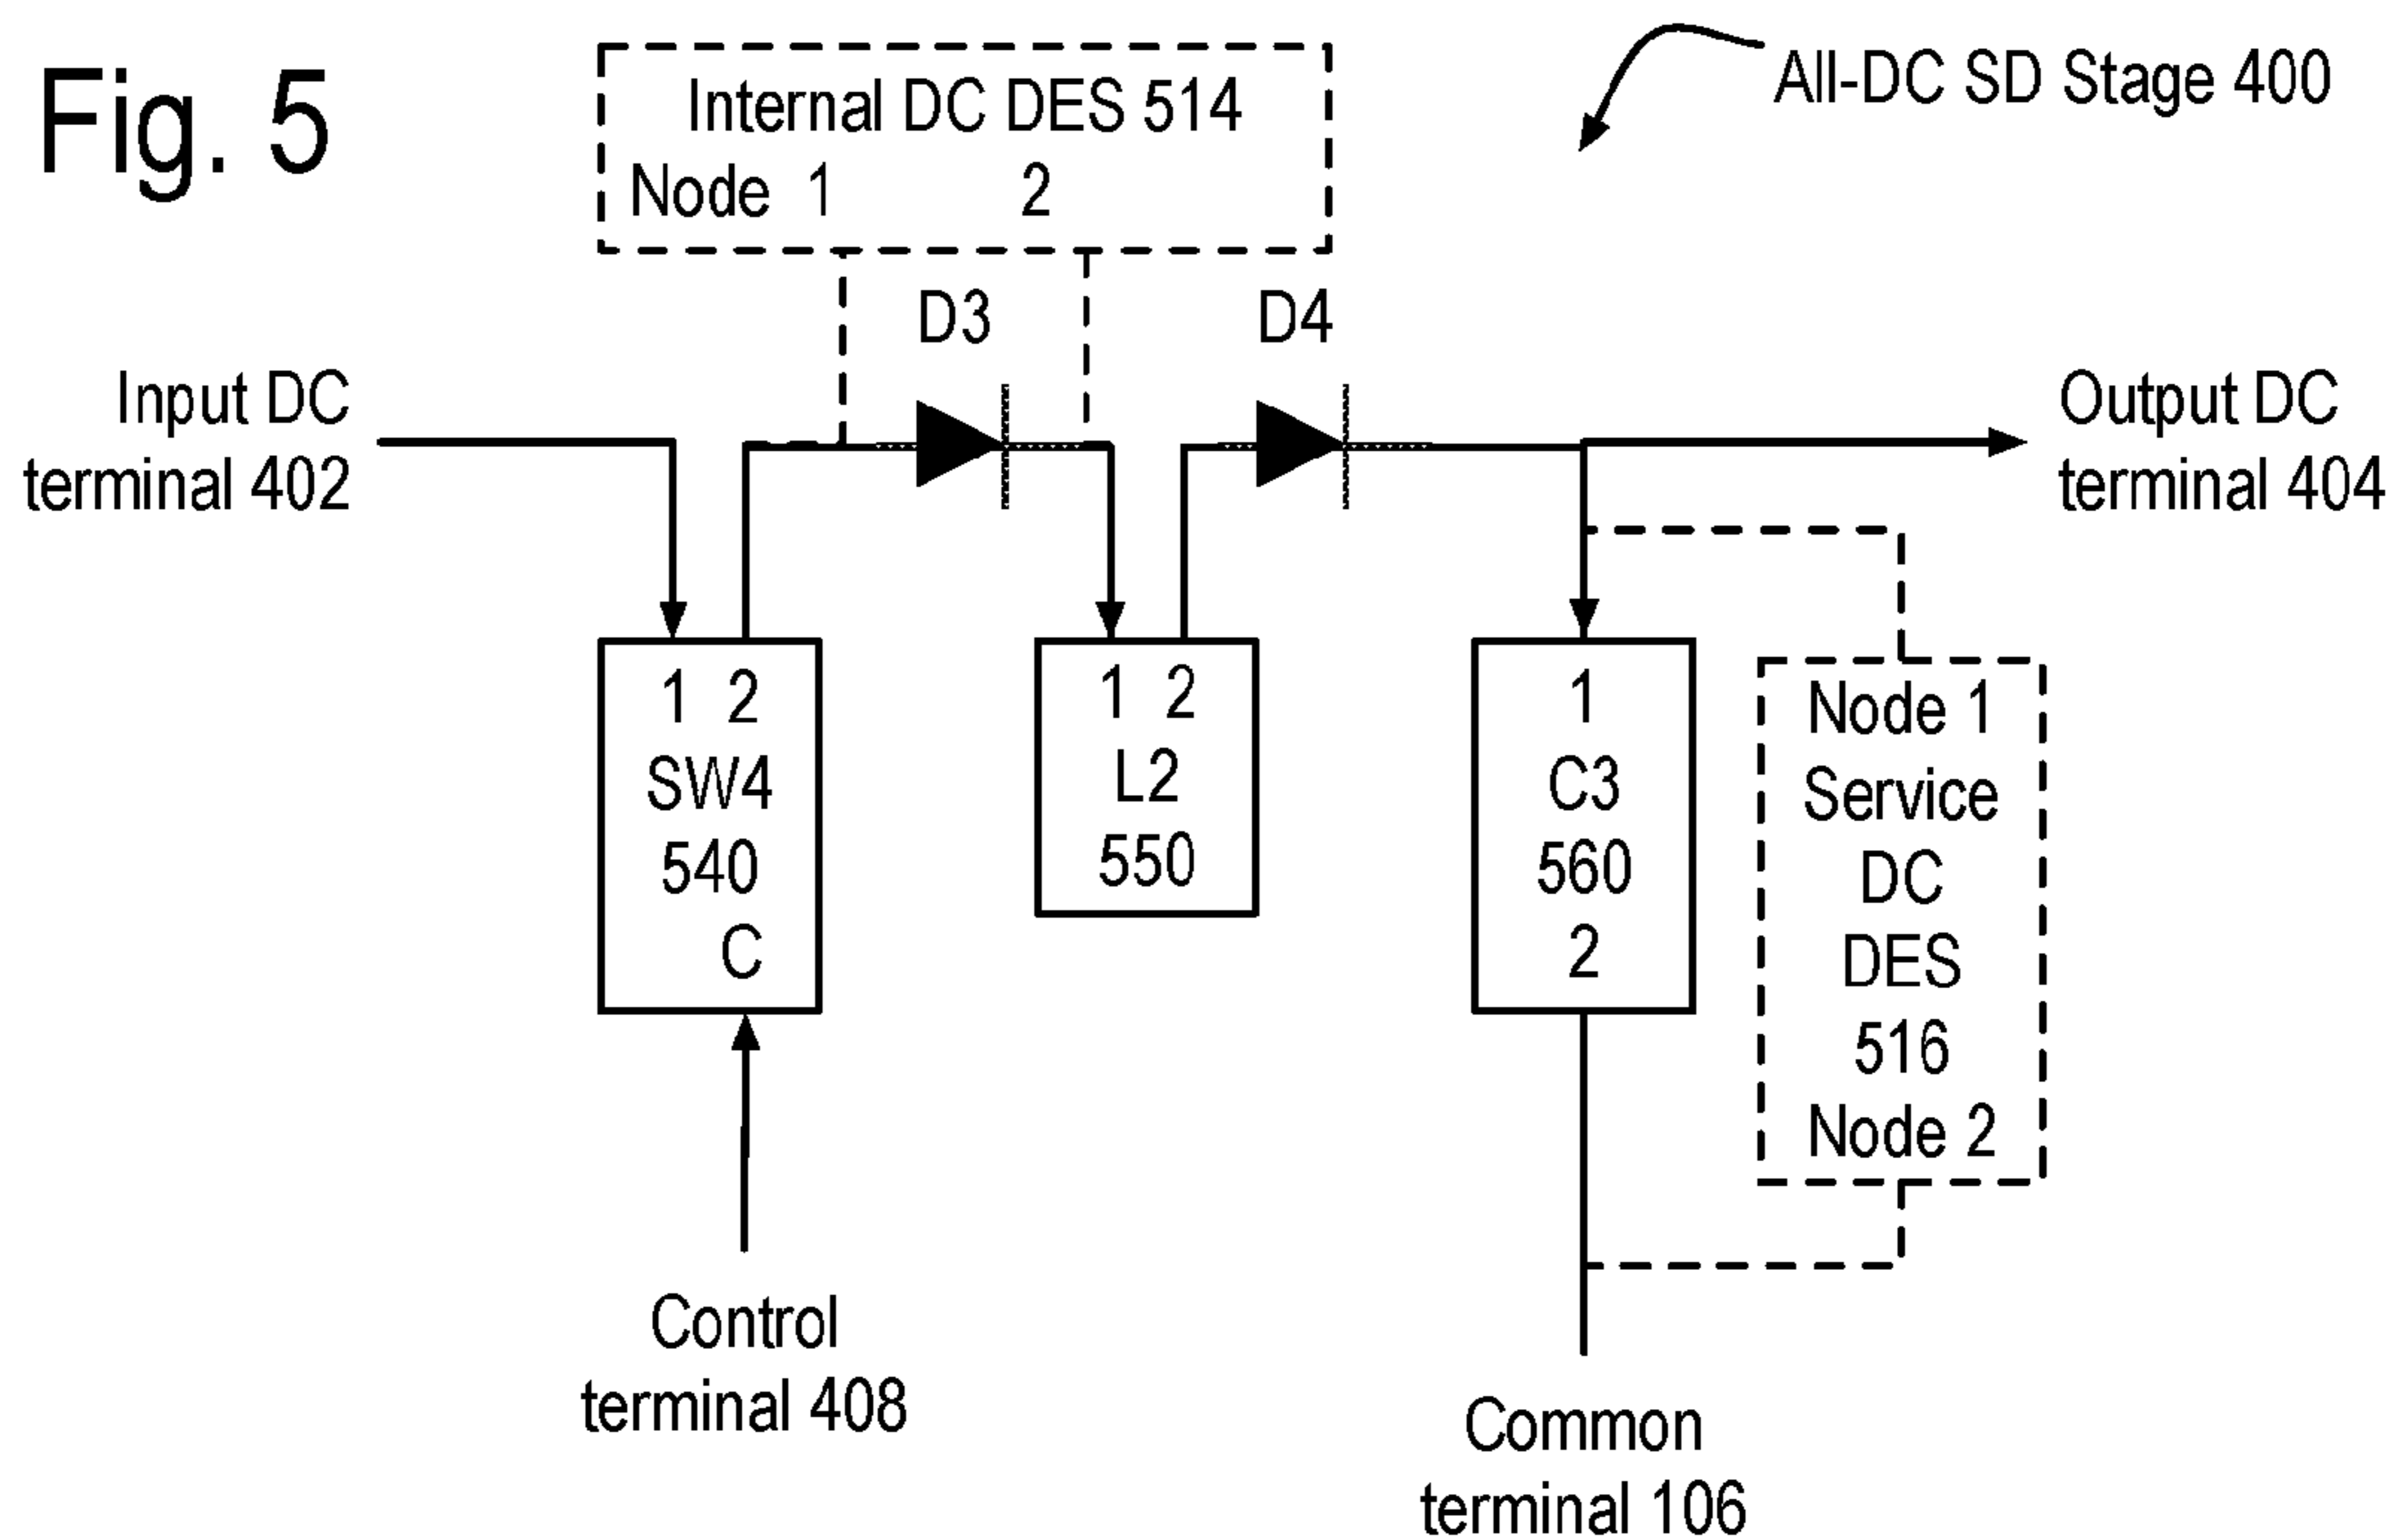 Fig. 5
Internal DC DES 514
Node 1 2
All-DC SD Stage 400
D3
D4
Input DC
terminal 402
Output DC
terminal 404
1 2
SW4
540
C
1 2
L2
550
1
C3
560
2
Node 1
Service
DC
DES
516
Node 2
Control
terminal 408
Common
terminal 106